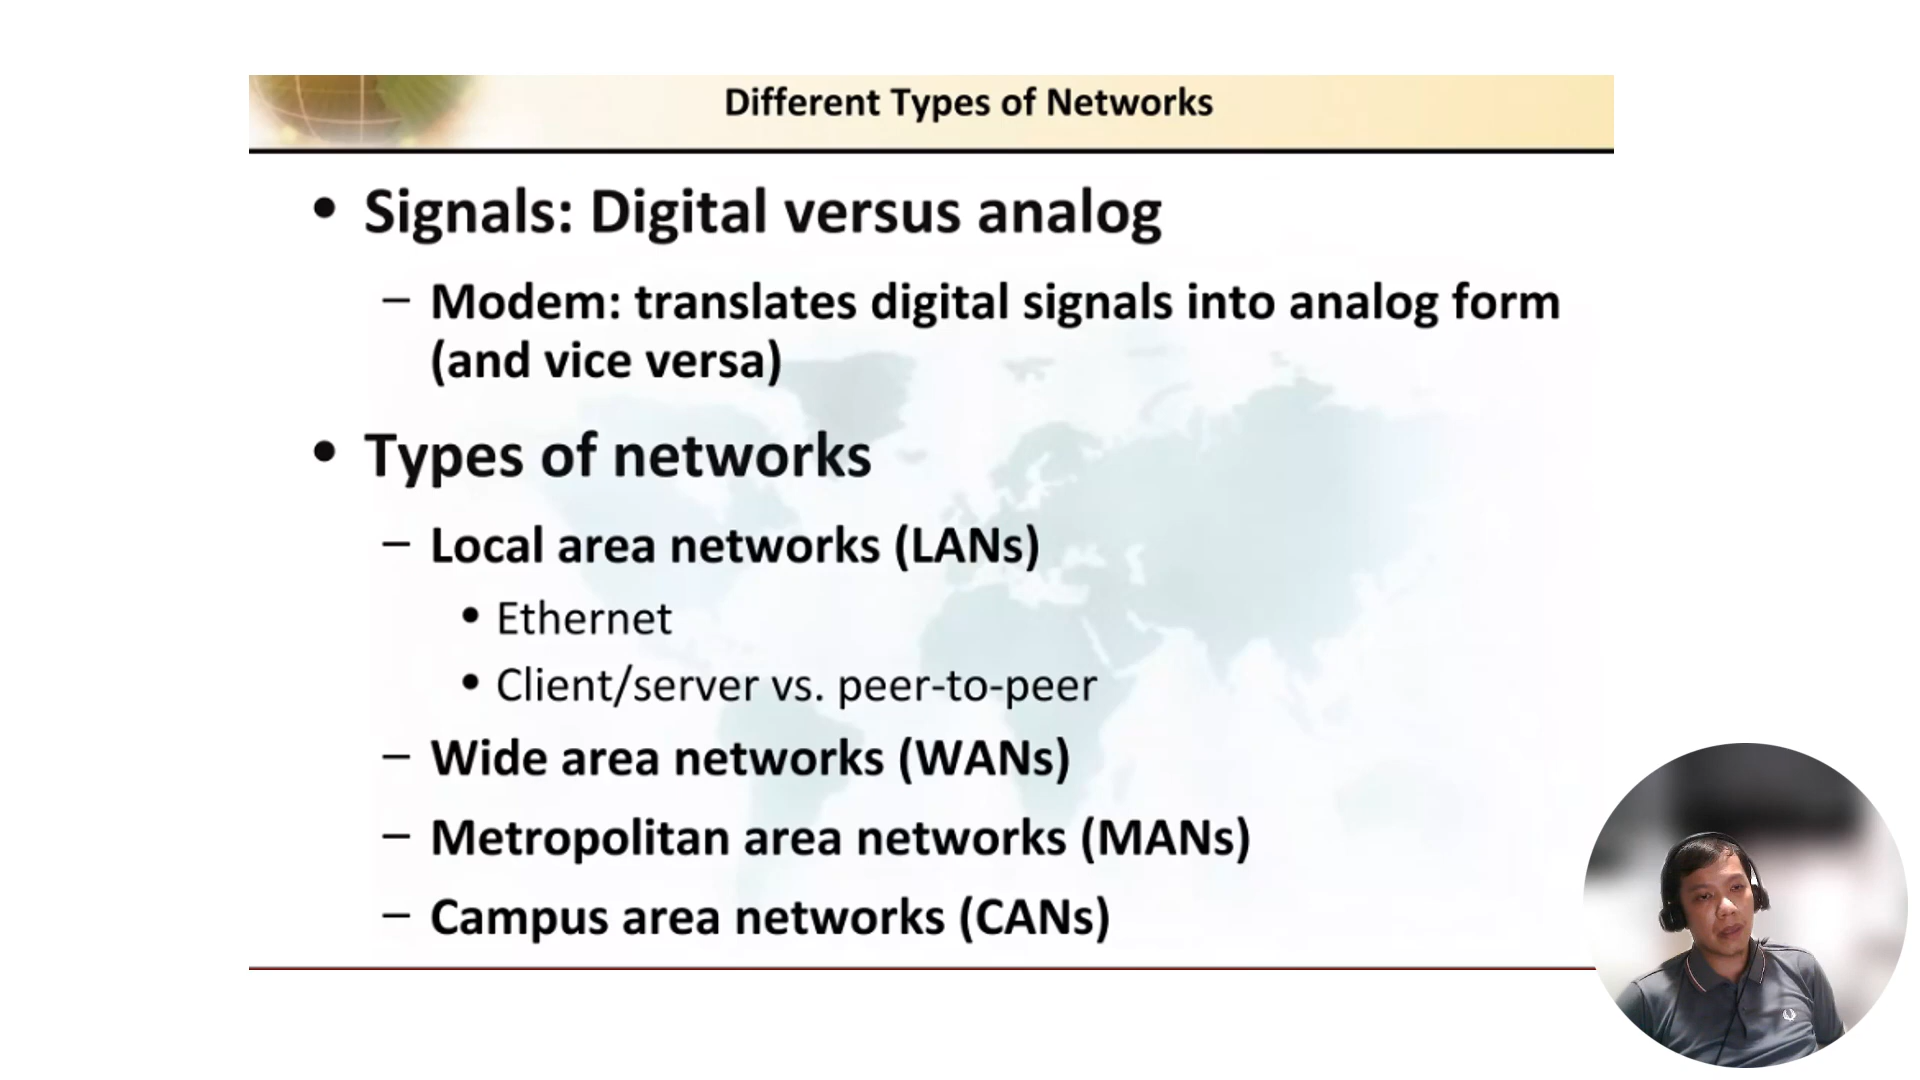 Different Types of Networks
• Signals: Digital versus analog
– Modem: translates digital signals into analog form
(and vice versa)
• Types of networks
– Local area networks (LANs)
• Ethernet
• Client/server vs. peer-to-peer
– Wide area networks (WANs)
– Metropolitan area networks (MANs)
– Campus area networks (CANs)